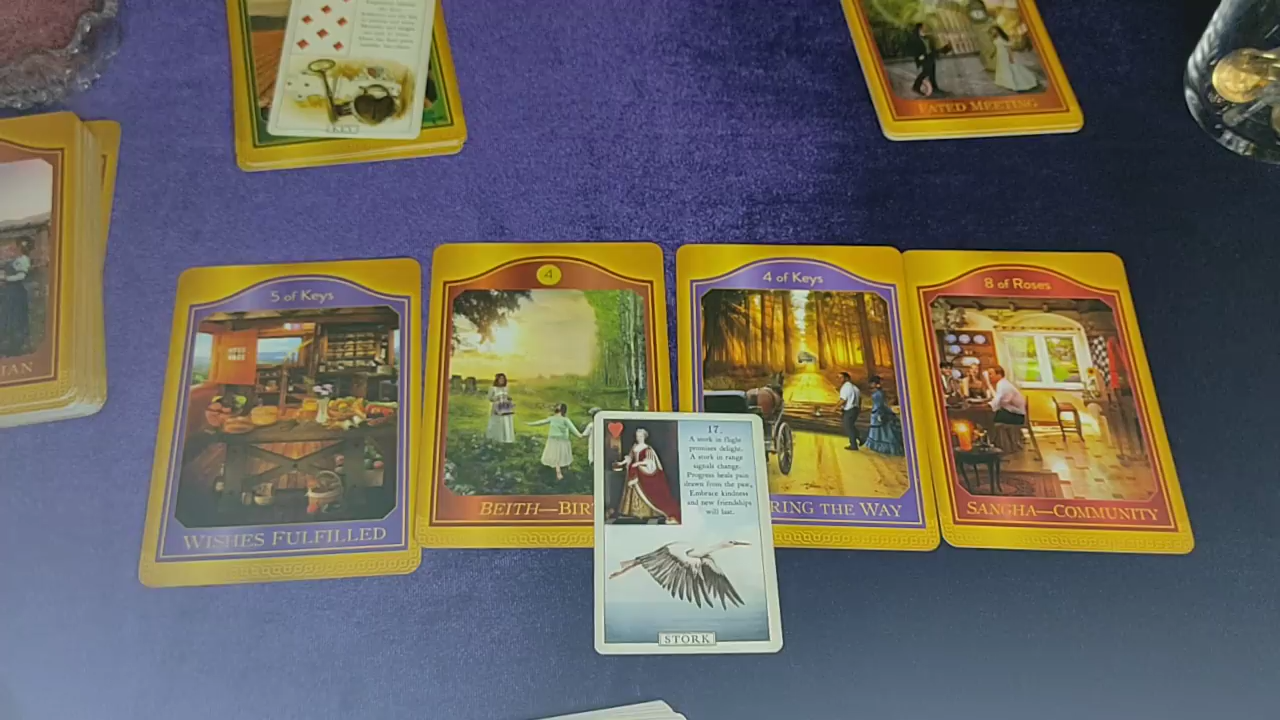 KEY
FATED MEETING
IAN
5 of Keys
WISHES FULFILLED
4
BEITH—BIR
4 of Keys
RING THE WAY
8 of Roses
SANGHA—COMMUNITY
17.
A stork in flight
promises delight.
A stork in range
signals change.
Progress heals pain
drawn from the past,
Embrace kindness
and new friendships
will last.
STORK